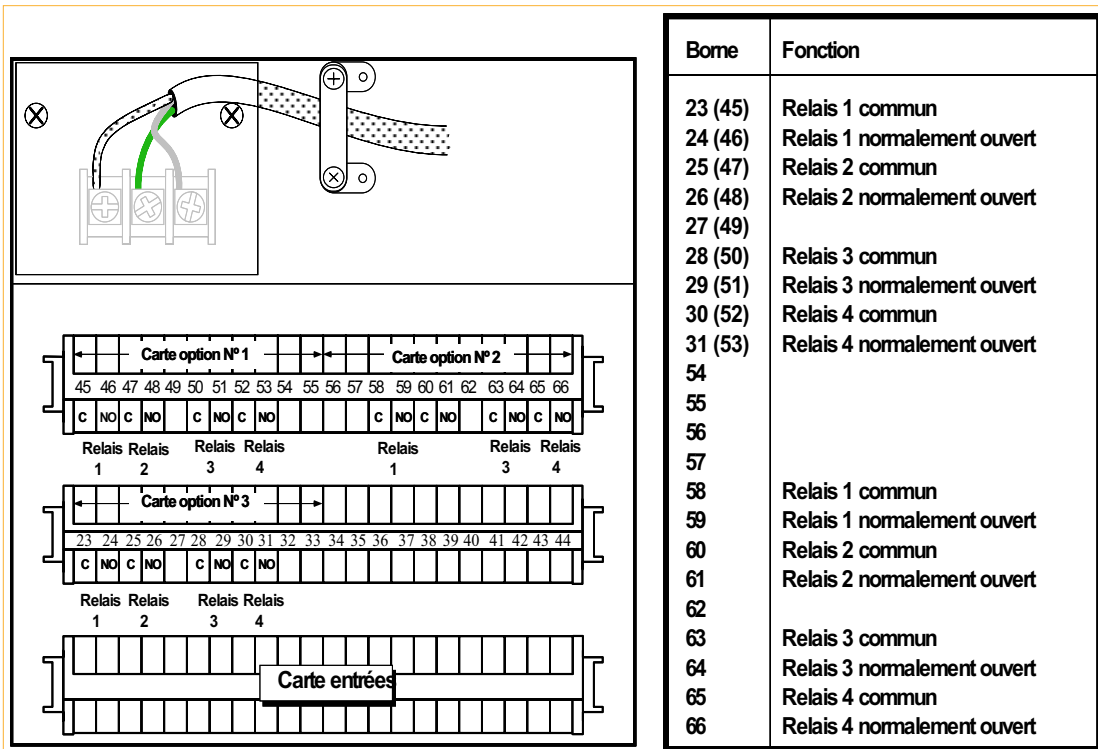 Carte option Nº 1 Carte option Nº 2
45 46 47 48 49 50 51 52 53 54 55 56 57 58 59 60 61 62 63 64 65 66
C NO C NO C NO C NO C NO C NO C NO C NO
Relais Relais Relais Relais Relais Relais Relais
1 2 3 4 1 3 4
Carte option Nº 3
23 24 25 26 27 28 29 30 31 32 33 34 35 36 37 38 39 40 41 42 43 44
C NO C NO C NO C NO
Relais Relais Relais Relais
1 2 3 4
Carte entrées
Borne Fonction
23 (45) Relais 1 commun
24 (46) Relais 1 normalement ouvert
25 (47) Relais 2 commun
26 (48) Relais 2 normalement ouvert
27 (49)
28 (50) Relais 3 commun
29 (51) Relais 3 normalement ouvert
30 (52) Relais 4 commun
31 (53) Relais 4 normalement ouvert
54
55
56
57
58 Relais 1 commun
59 Relais 1 normalement ouvert
60 Relais 2 commun
61 Relais 2 normalement ouvert
62
63 Relais 3 commun
64 Relais 3 normalement ouvert
65 Relais 4 commun
66 Relais 4 normalement ouvert